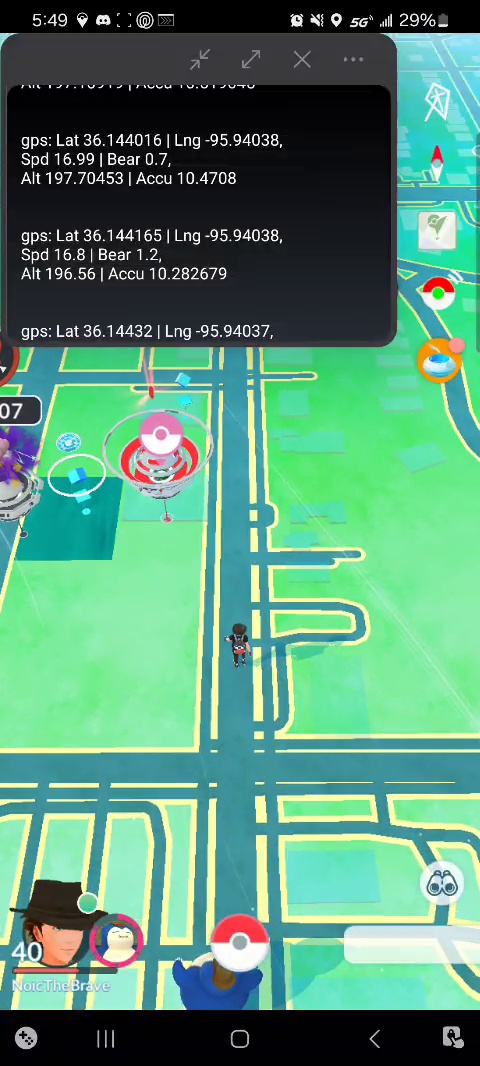 5:49
5G
29%
gps: Lat 36.144016 | Lng -95.94038,
Spd 16.99 | Bear 0.7,
Alt 197.70453 | Accu 10.4708
gps: Lat 36.144165 | Lng -95.94038,
Spd 16.8 | Bear 1.2,
Alt 196.56 | Accu 10.282679
gps: Lat 36.14432 | Lng -95.94037,
07
40
NoicTheBrave